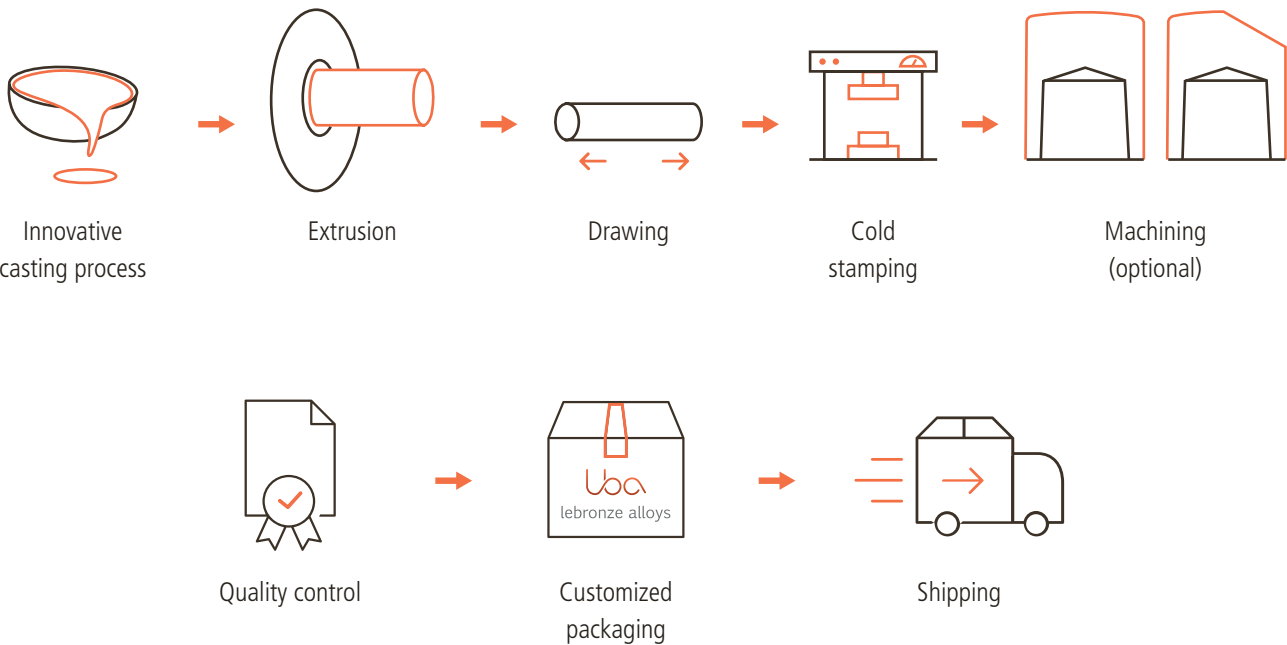 Innovative
casting process
Extrusion
Drawing
Cold
stamping
Machining
(optional)
lba
lebronze alloys
Quality control
Customized
packaging
Shipping